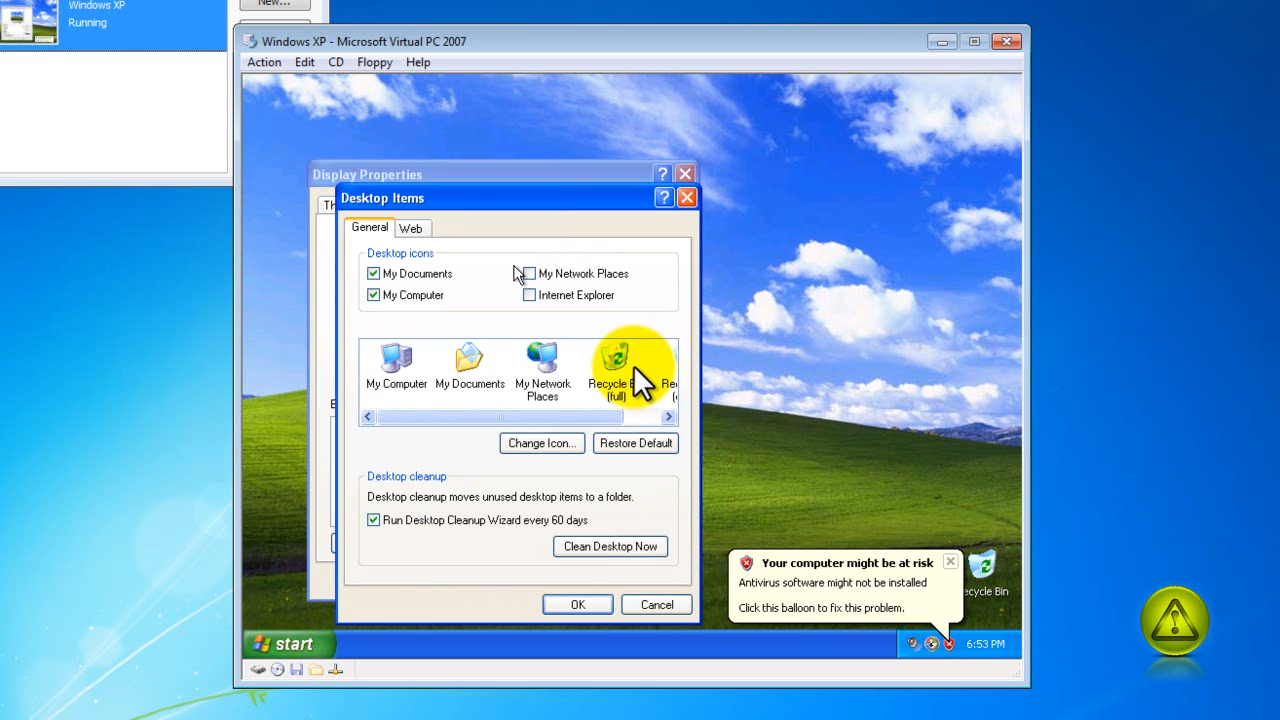 New...
Windows XP
Running
Windows XP - Microsoft Virtual PC 2007
Action Edit CD Floppy Help
Display Properties
Th
Desktop Items
General Web
Desktop icons
My Documents My Network Places
My Computer Internet Explorer
My Computer My Documents My Network Recycle
Places (full)
Change Icon... Restore Default
Desktop cleanup
Desktop cleanup moves unused desktop items to a folder.
Run Desktop Cleanup Wizard every 60 days
Clean Desktop Now
OK Cancel
Your computer might be at risk
Antivirus software might not be installed
Click this balloon to fix this problem.
ecycle Bin
start
6:53 PM